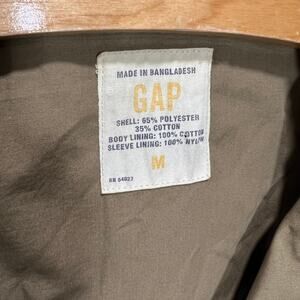 MADE IN BANGLADESH
GAP
SHELL: 65% POLYESTER
35% COTTON
BODY LINING: 100% COTTON
SLEEVE LINING: 100% NYLON
M
RN 54023